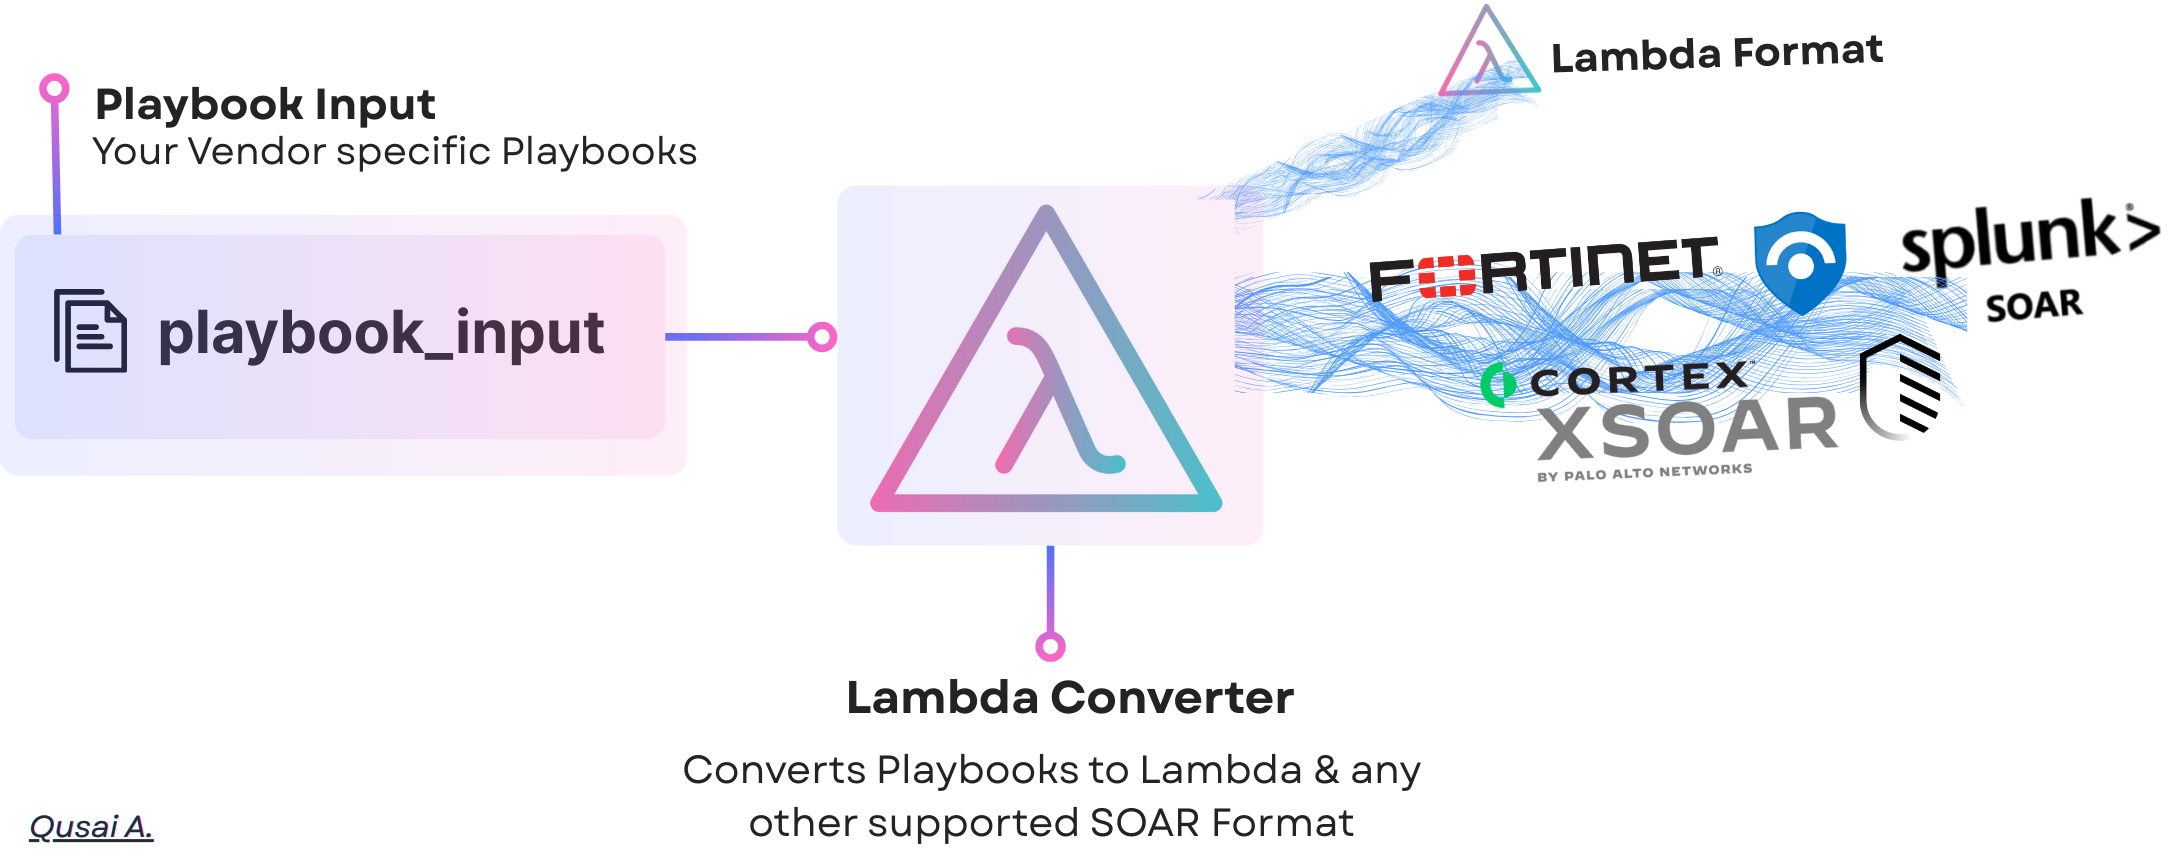 Playbook Input
Your Vendor specific Playbooks
playbook_input
λ
λ
Lambda Format
FORTINET®
splunk®>
SOAR
CORTEX™
XSOAR
BY PALO ALTO NETWORKS
Lambda Converter
Converts Playbooks to Lambda & any
other supported SOAR Format
Qusai A.